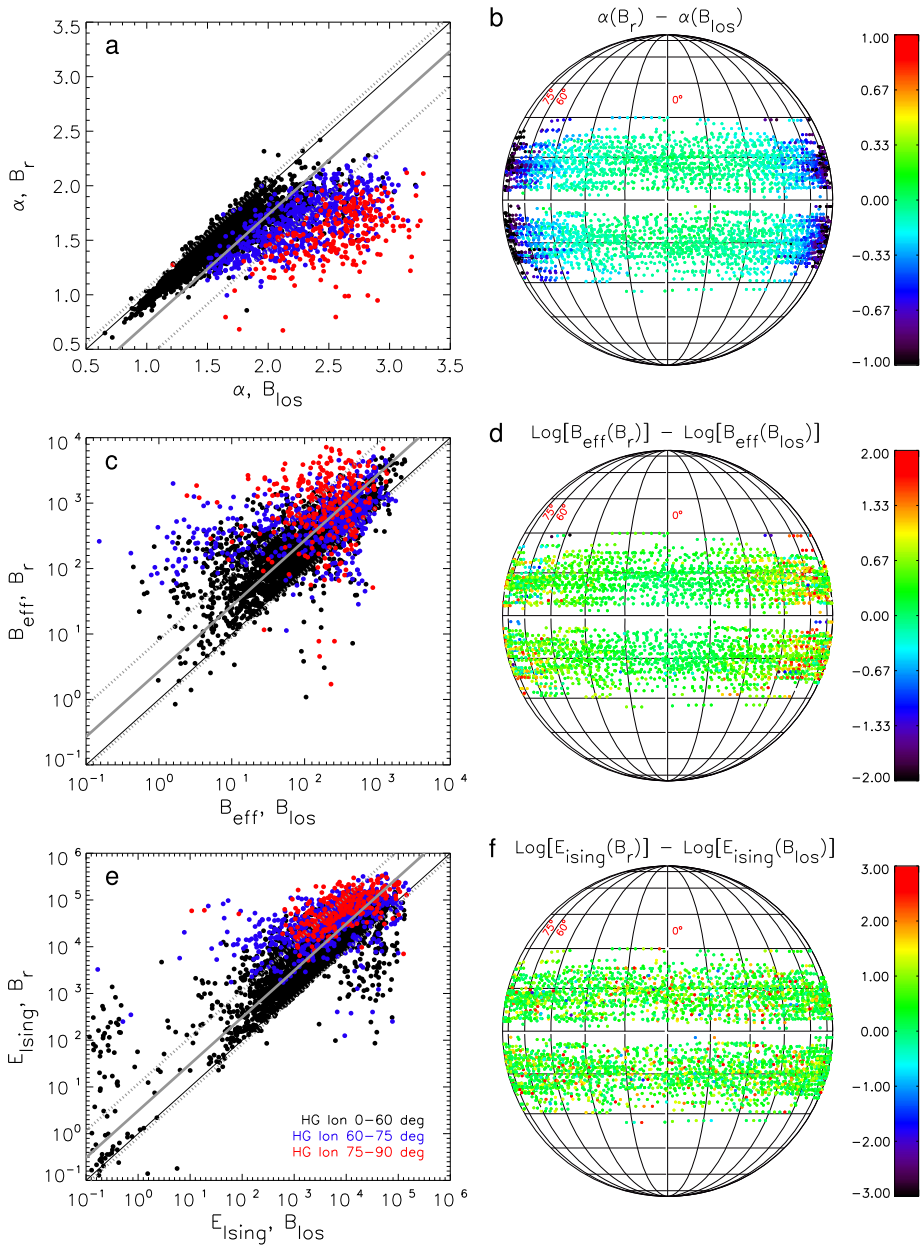 a
α, B_r
3.5
3.0
2.5
2.0
1.5
1.0
0.5
0.5 1.0 1.5 2.0 2.5 3.0 3.5
α, B_los
b
α(B_r) − α(B_los)
75° 60° 0°
1.00
0.67
0.33
0.00
−0.33
−0.67
−1.00
c
B_eff, B_r
10^4
10^3
10^2
10^1
10^0
10^−1
10^−1 10^0 10^1 10^2 10^3 10^4
B_eff, B_los
d
Log[B_eff(B_r)] − Log[B_eff(B_los)]
75° 60° 0°
2.00
1.33
0.67
0.00
−0.67
−1.33
−2.00
e
E_Ising, B_r
10^6
10^5
10^4
10^3
10^2
10^1
10^0
10^−1
HG lon 0−60 deg
HG lon 60−75 deg
HG lon 75−90 deg
10^−1 10^0 10^1 10^2 10^3 10^4 10^5 10^6
E_Ising, B_los
f
Log[E_ising(B_r)] − Log[E_ising(B_los)]
75° 60° 0°
3.00
2.00
1.00
0.00
−1.00
−2.00
−3.00